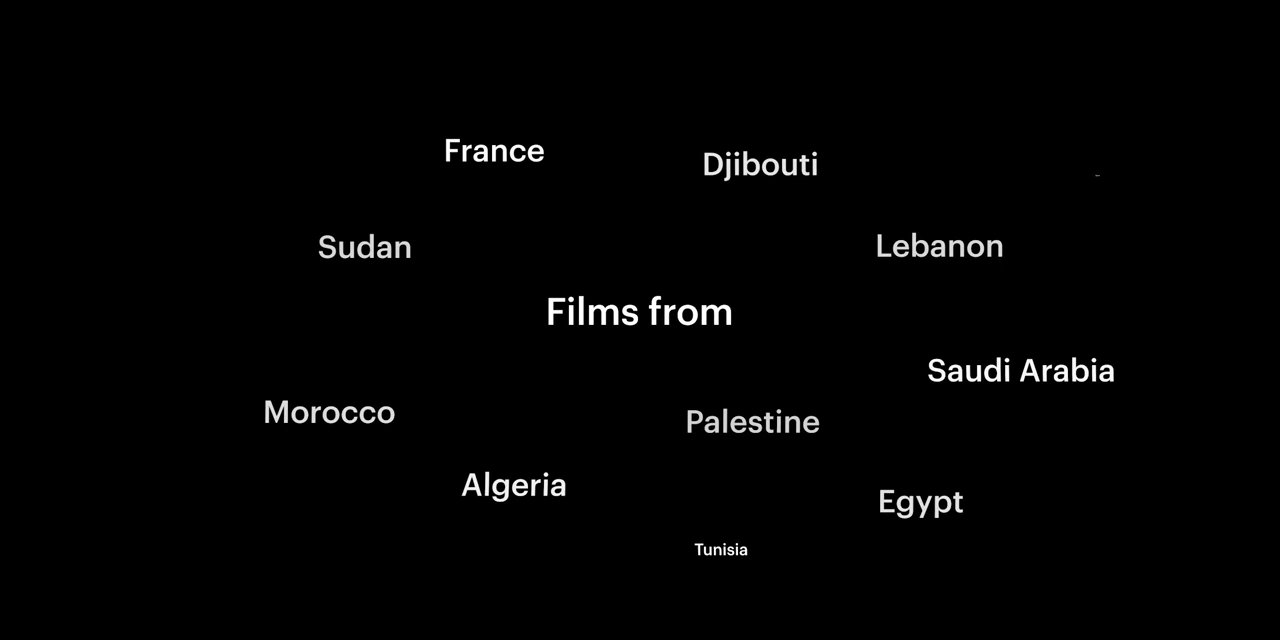 France
Djibouti
Sudan
Lebanon
Films from
Saudi Arabia
Morocco
Palestine
Algeria
Egypt
Tunisia